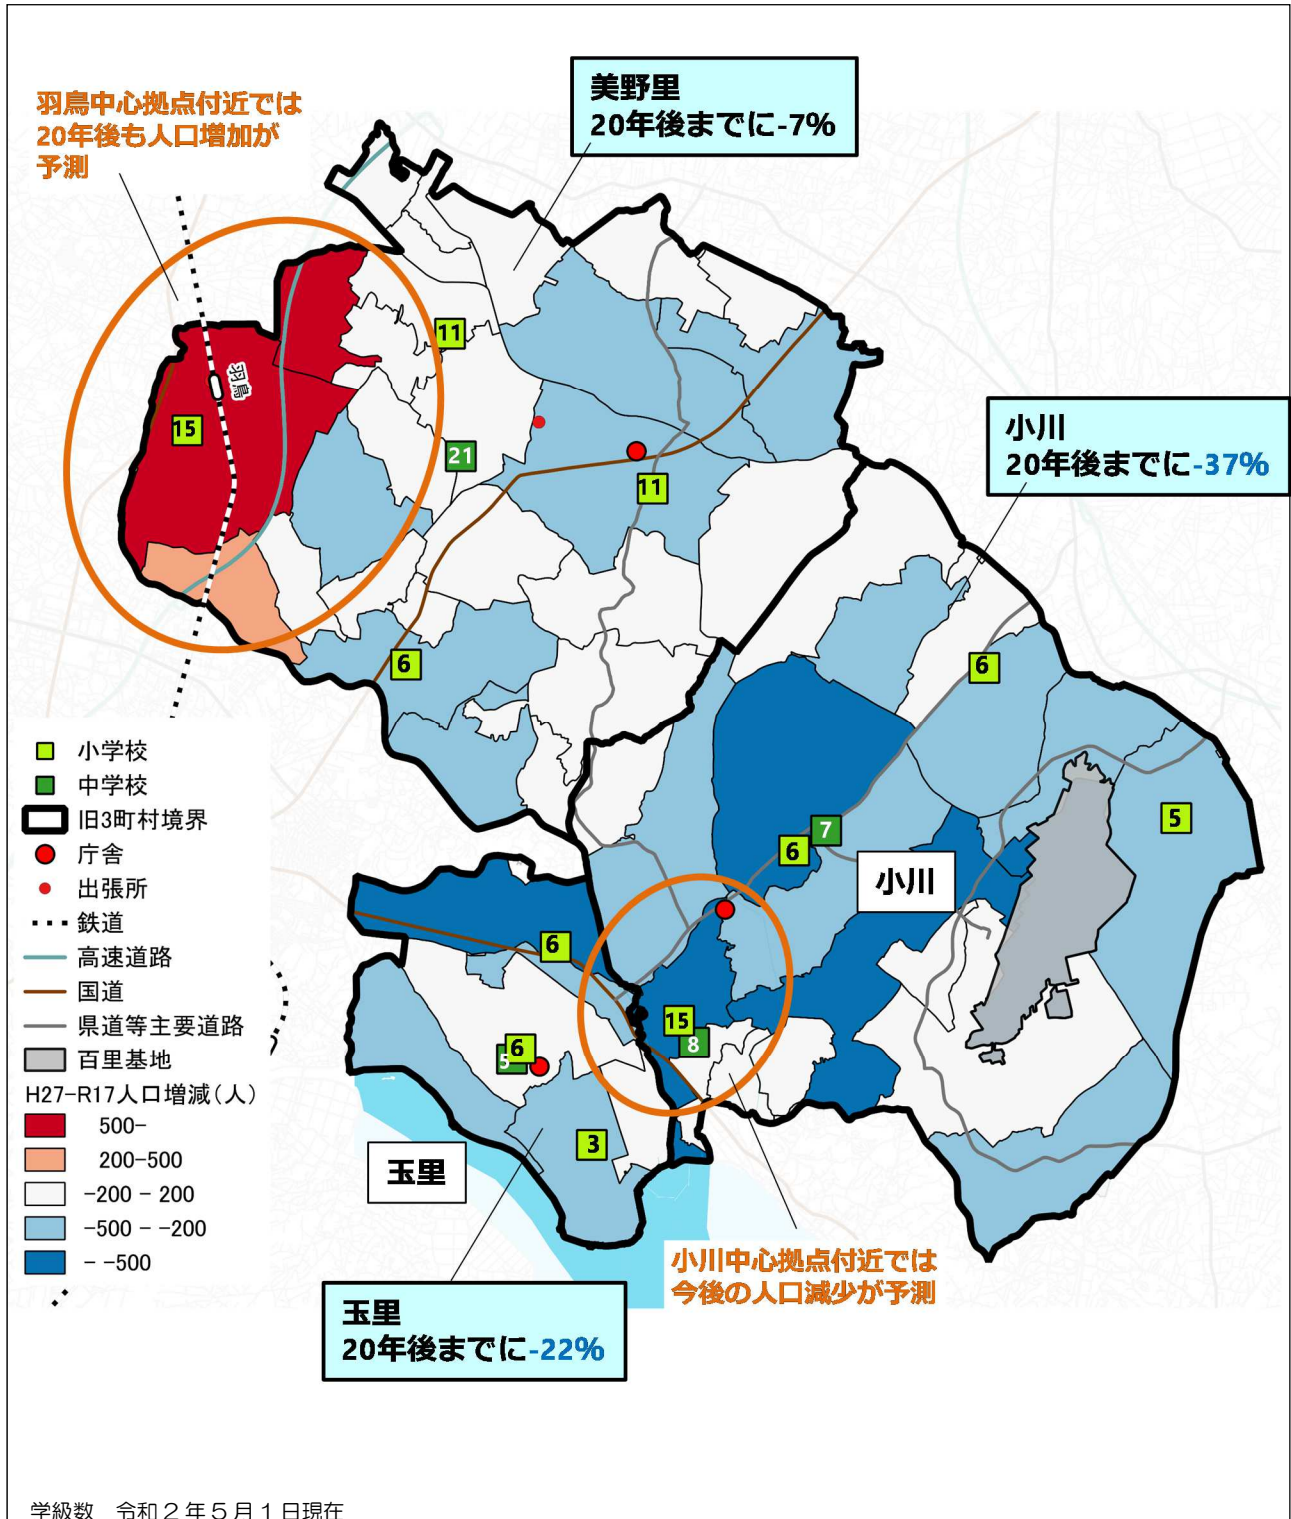 羽鳥中心拠点付近では
20年後も人口増加が
予測
美野里
20年後までに-7%
羽鳥
15
11
21
11
小川
20年後までに-37%
6
6
5
7
6
小川
6
15
8
6
5
3
玉里
小学校
中学校
旧3町村境界
庁舎
出張所
鉄道
高速道路
国道
県道等主要道路
百里基地
H27-R17人口増減(人)
500-
200-500
-200 - 200
-500 - -200
- -500
小川中心拠点付近では
今後の人口減少が予測
玉里
20年後までに-22%
学級数 令和2年5月1日現在